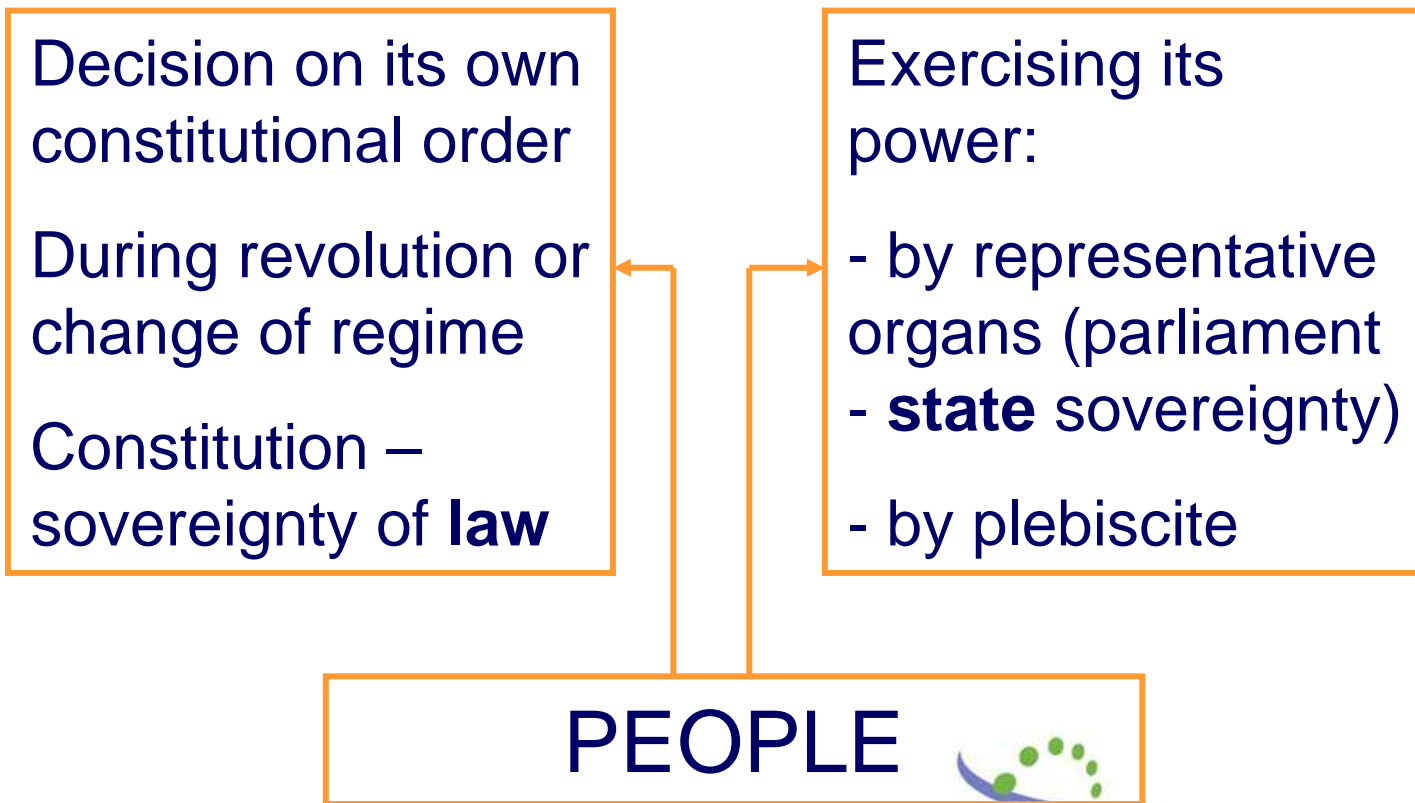 Decision on its own
constitutional order
During revolution or
change of regime
Constitution –
sovereignty of law
Exercising its
power:
- by representative
organs (parliament
- state sovereignty)
- by plebiscite
PEOPLE